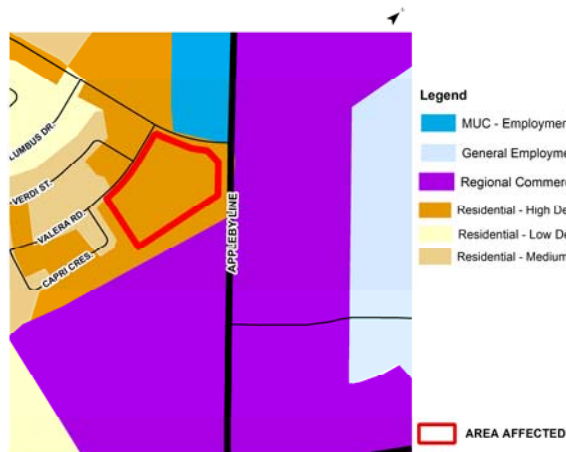 Legend
MUC - Employmen
General Employme
Regional Commerc
Residential - High De
Residential - Low De
Residential - Medium
LUMBUS DR.
VERDI ST.
VALERA RD.
CAPRI CRES.
APPLEBY LINE
AREA AFFECTED